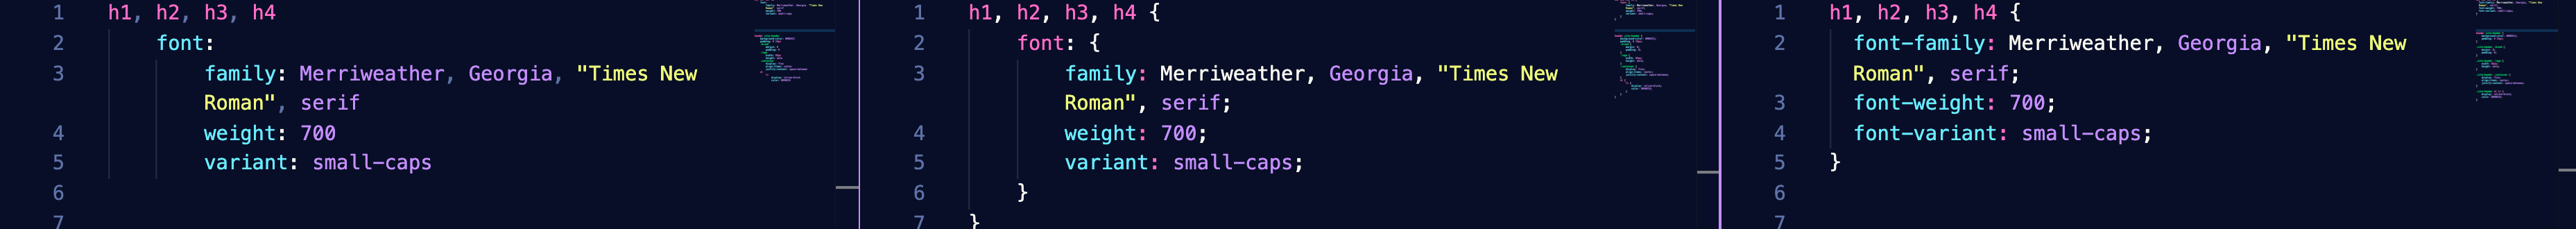 1 h1, h2, h3, h4
2 font:
3 family: Merriweather, Georgia, "Times New
Roman", serif
4 weight: 700
5 variant: small-caps
6
7
1 h1, h2, h3, h4 {
2 font: {
3 family: Merriweather, Georgia, "Times New
Roman", serif;
4 weight: 700;
5 variant: small-caps;
6 }
7 }
1 h1, h2, h3, h4 {
2 font-family: Merriweather, Georgia, "Times New
Roman", serif;
3 font-weight: 700;
4 font-variant: small-caps;
5 }
6
7